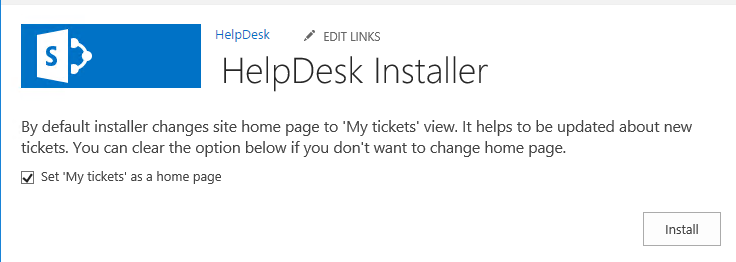 S
HelpDesk EDIT LINKS
HelpDesk Installer
By default installer changes site home page to 'My tickets' view. It helps to be updated about new
tickets. You can clear the option below if you don't want to change home page.
Set 'My tickets' as a home page
Install